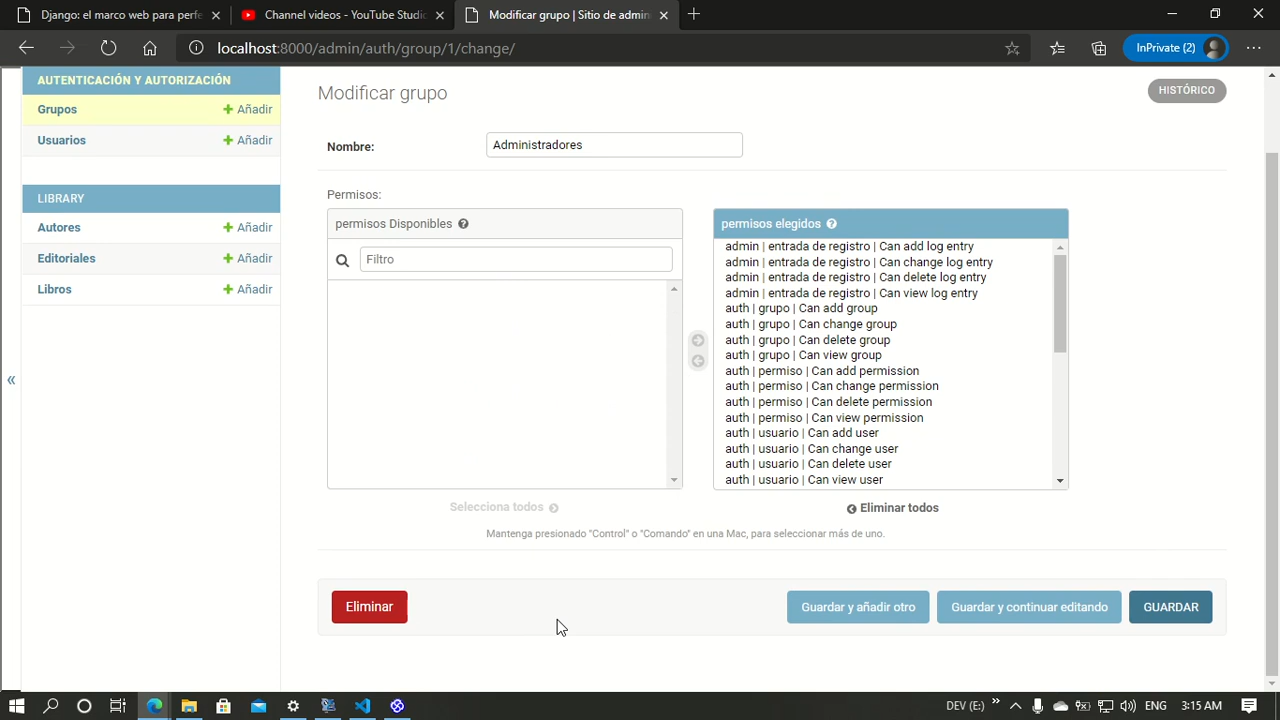 Django: el marco web para perfe
Channel videos - YouTube Studio
Modificar grupo | Sitio de admin
localhost:8000/admin/auth/group/1/change/
InPrivate (2)
AUTENTICACIÓN Y AUTORIZACIÓN
Grupos
Añadir
Usuarios
Añadir
LIBRARY
Autores
Añadir
Editoriales
Añadir
Libros
Añadir
«
Modificar grupo
HISTÓRICO
Nombre:
Administradores
Permisos:
permisos Disponibles
Filtro
Selecciona todos
permisos elegidos
admin | entrada de registro | Can add log entry
admin | entrada de registro | Can change log entry
admin | entrada de registro | Can delete log entry
admin | entrada de registro | Can view log entry
auth | grupo | Can add group
auth | grupo | Can change group
auth | grupo | Can delete group
auth | grupo | Can view group
auth | permiso | Can add permission
auth | permiso | Can change permission
auth | permiso | Can delete permission
auth | permiso | Can view permission
auth | usuario | Can add user
auth | usuario | Can change user
auth | usuario | Can delete user
auth | usuario | Can view user
Eliminar todos
Mantenga presionado "Control" o "Comando" en una Mac, para seleccionar más de uno.
Eliminar
Guardar y añadir otro
Guardar y continuar editando
GUARDAR
DEV (E:)
ENG
3:15 AM